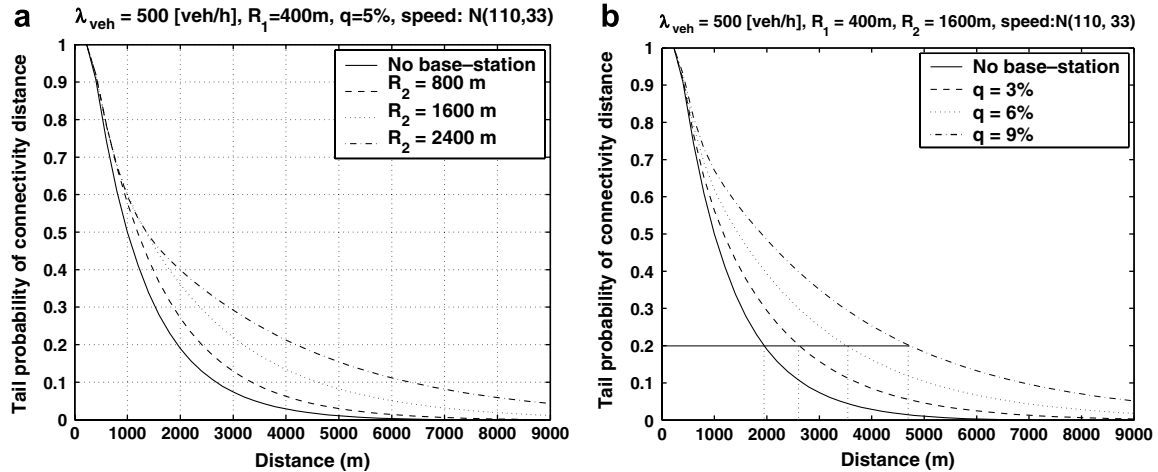 a
λveh = 500 [veh/h], R1=400m, q=5%, speed: N(110,33)
Tail probability of connectivity distance
1
0.9
0.8
0.7
0.6
0.5
0.4
0.3
0.2
0.1
0
No base–station
R2 = 800 m
R2 = 1600 m
R2 = 2400 m
0 1000 2000 3000 4000 5000 6000 7000 8000 9000
Distance (m)
b
λveh = 500 [veh/h], R1 = 400m, R2 = 1600m, speed:N(110, 33)
Tail probability of connectivity distance
1
0.9
0.8
0.7
0.6
0.5
0.4
0.3
0.2
0.1
0
No base–station
q = 3%
q = 6%
q = 9%
0 1000 2000 3000 4000 5000 6000 7000 8000 9000
Distance (m)